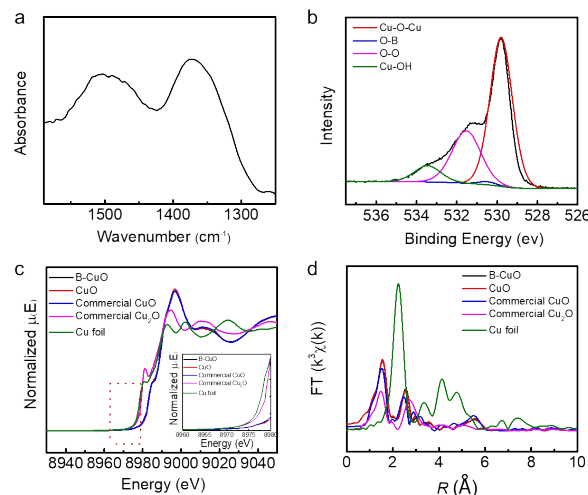 a
Absorbance
1500
1400
1300
Wavenumber (cm⁻¹)
b
Intensity
Cu-O-Cu
O-B
O-O
Cu-OH
536
534
532
530
528
526
Binding Energy (ev)
c
Normalized μ(E)
B-CuO
CuO
Commercial CuO
Commercial Cu₂O
Cu foil
8940
8960
8980
9000
9020
9040
Energy (eV)
Normalized μ(E)
B-CuO
CuO
Commercial CuO
Commercial Cu₂O
Cu foil
8960
8965
8970
8975
8980
Energy (eV)
d
FT (k³χ(k))
B-CuO
CuO
Commercial CuO
Commercial Cu₂O
Cu foil
0
2
4
6
8
10
R (Å)